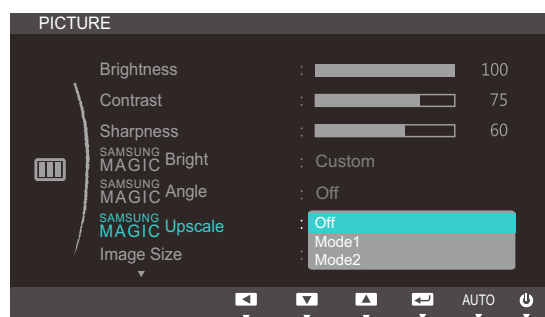 PICTURE
Brightness : 100
Contrast : 75
Sharpness : 60
SAMSUNG MAGIC Bright : Custom
SAMSUNG MAGIC Angle : Off
SAMSUNG MAGIC Upscale : Off
Mode1
Mode2
Image Size :
AUTO